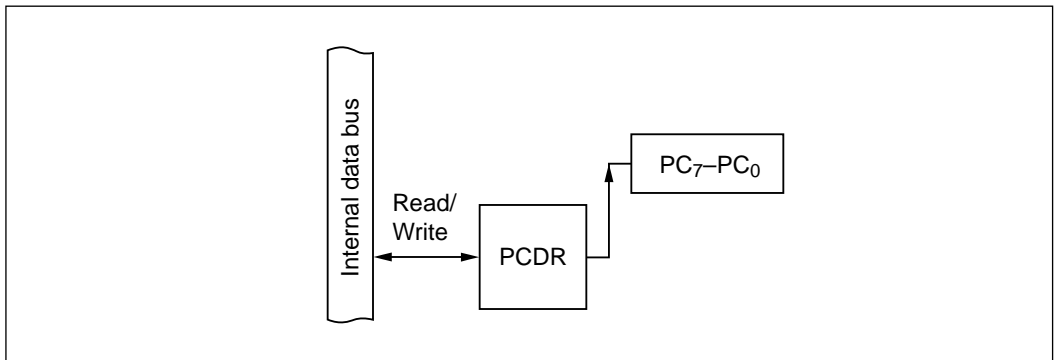 Internal data bus
Read/
Write
PCDR
PC₇–PC₀